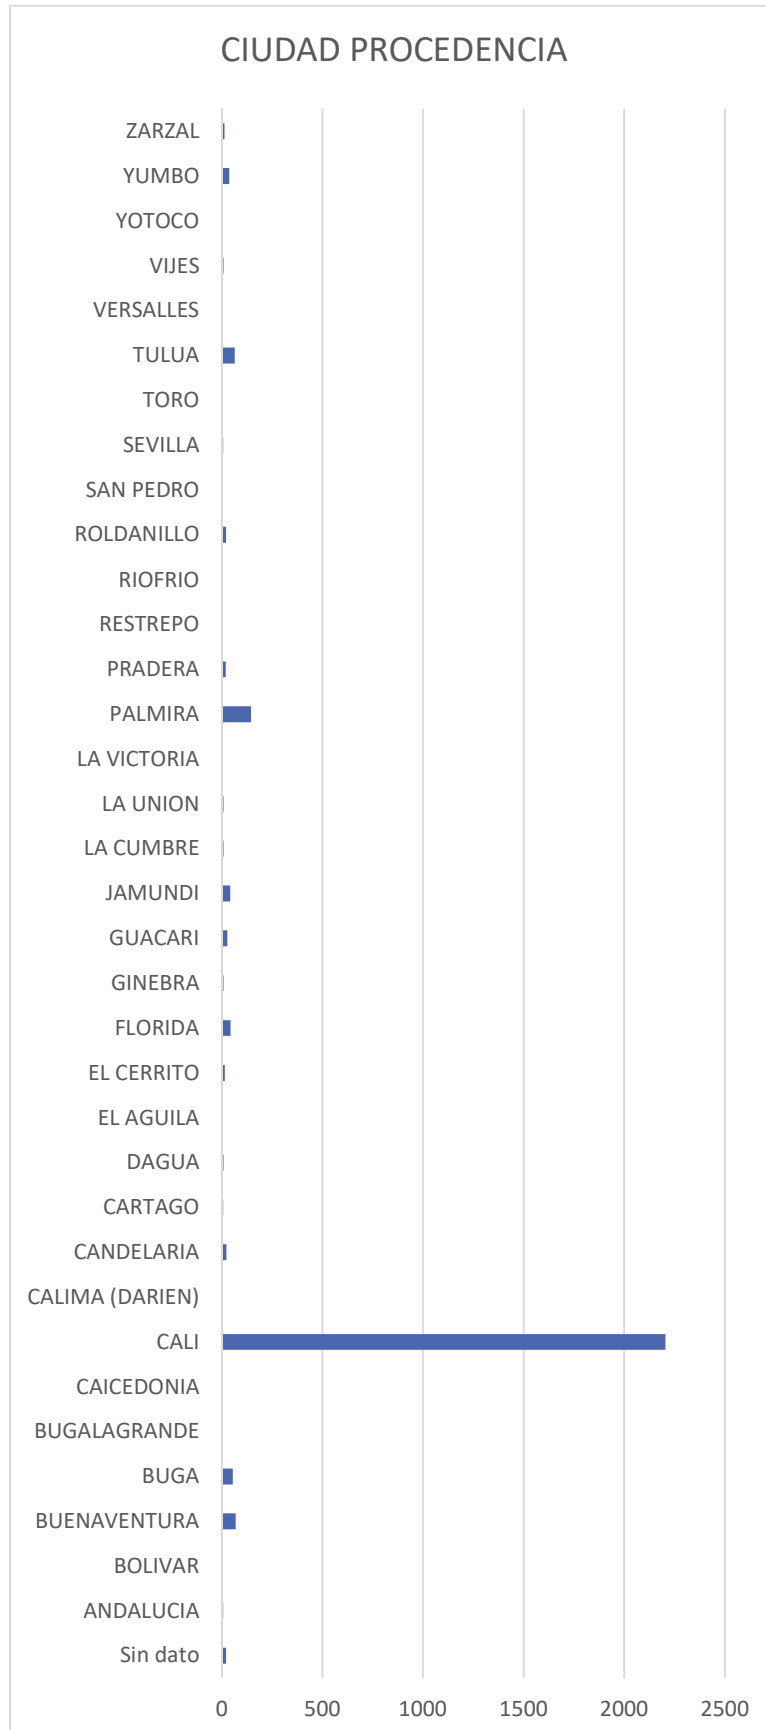 CIUDAD PROCEDENCIA
ZARZAL
YUMBO
YOTOCO
VIJES
VERSALLES
TULUA
TORO
SEVILLA
SAN PEDRO
ROLDANILLO
RIOFRIO
RESTREPO
PRADERA
PALMIRA
LA VICTORIA
LA UNION
LA CUMBRE
JAMUNDI
GUACARI
GINEBRA
FLORIDA
EL CERRITO
EL AGUILA
DAGUA
CARTAGO
CANDELARIA
CALIMA (DARIEN)
CALI
CAICEDONIA
BUGALAGRANDE
BUGA
BUENAVENTURA
BOLIVAR
ANDALUCIA
Sin dato
0 500 1000 1500 2000 2500